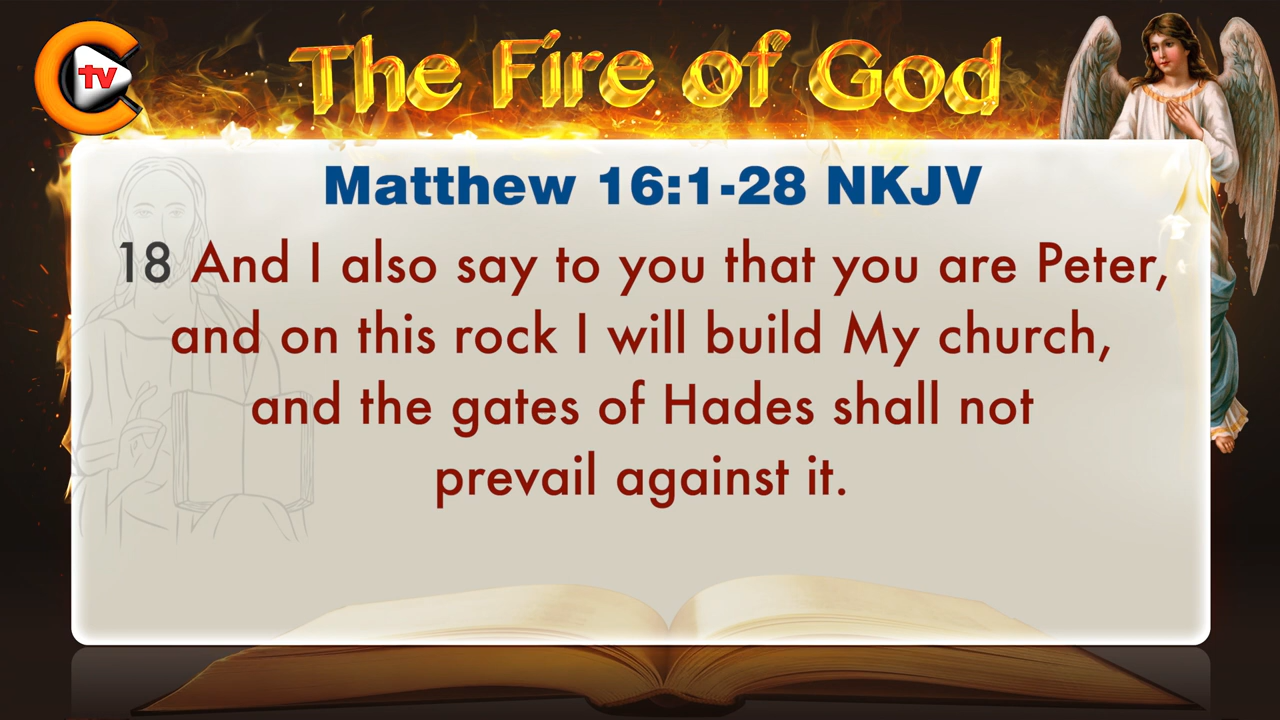 tv
The Fire of God
Matthew 16:1-28 NKJV
18 And I also say to you that you are Peter,
and on this rock I will build My church,
and the gates of Hades shall not
prevail against it.